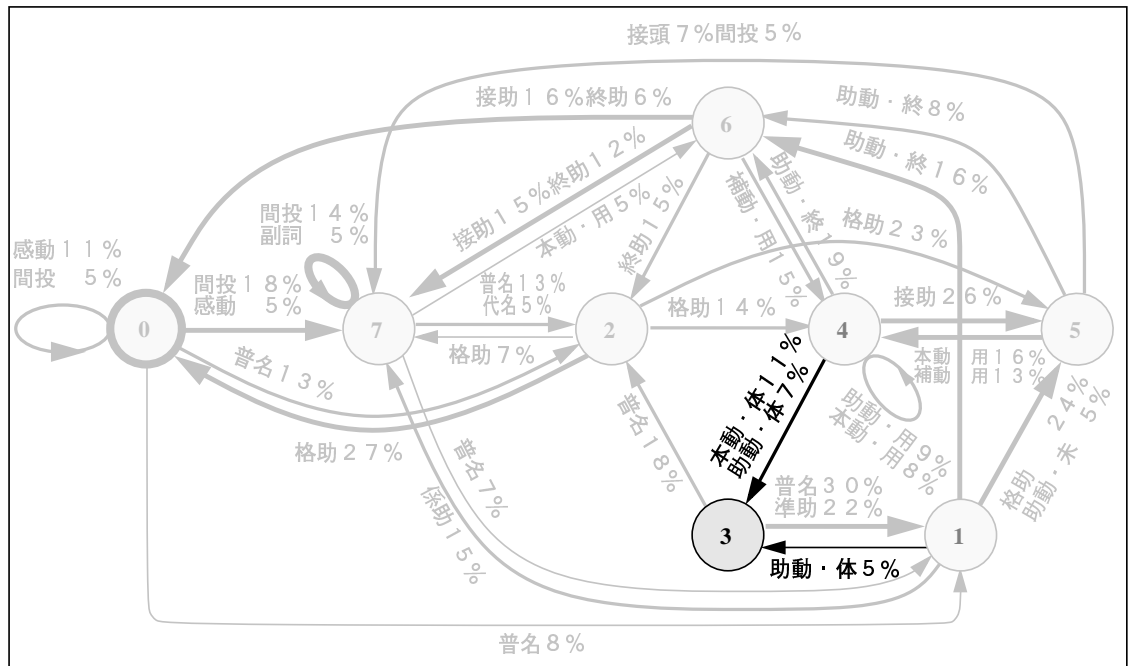 接頭７%間投５%
接助１６%終助６%
助動・終８%
6
助動・終１６%
接助１５%終助１２%
本動・用５%
終助１５%
補動・用１５%
助動・終１９%
格助２３%
間投１４%
副詞　５%
感動１１%
間投　５%
間投１８%
感動　５%
普名１３%
代名５%
格助１４%
接助２６%
0
7
2
4
5
格助７%
本動　用１６%
補動　用１３%
普名１３%
格助２７%
普名１８%
本動・体１１%
助動・体７%
助動・用９%
本動・用８%
格助　２４%
助動・未　５%
普名７%
係助１５%
普名３０%
準助２２%
3
1
助動・体５%
普名８%